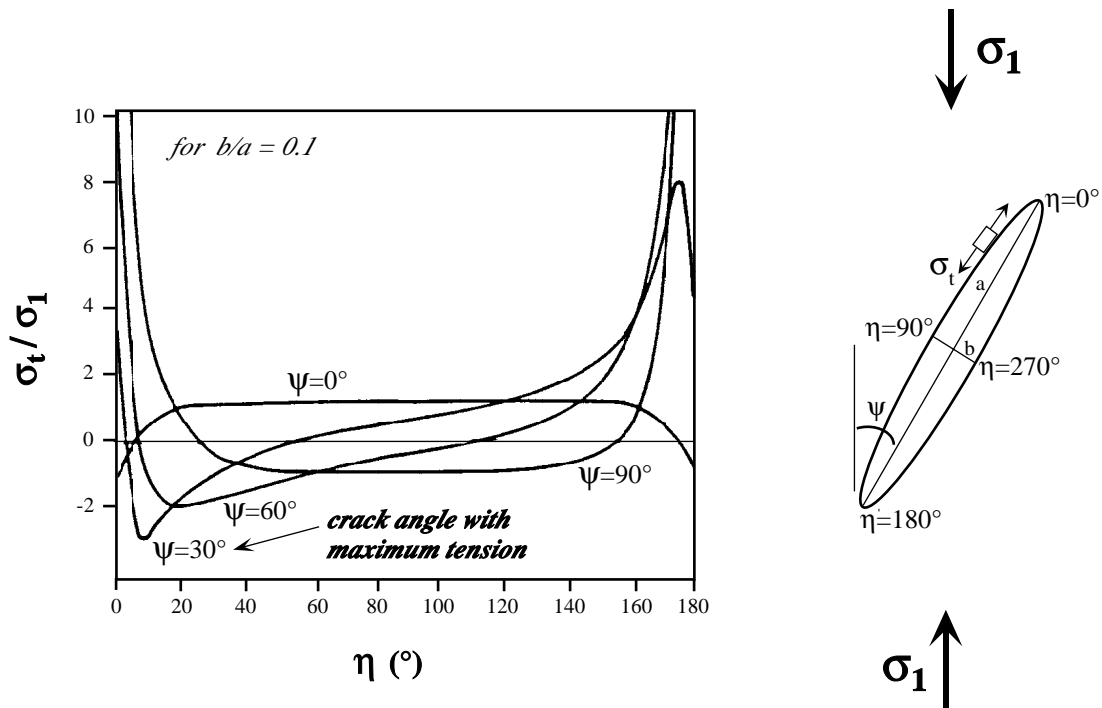 σ₁
10
for b/a = 0.1
8
6
4
2
0
-2
σt / σ₁
ψ=0°
ψ=90°
ψ=60°
ψ=30°
crack angle with
maximum tension
0 20 40 60 80 100 120 140 160 180
η (°)
η=0°
σt
a
η=90°
b
η=270°
ψ
η=180°
σ₁